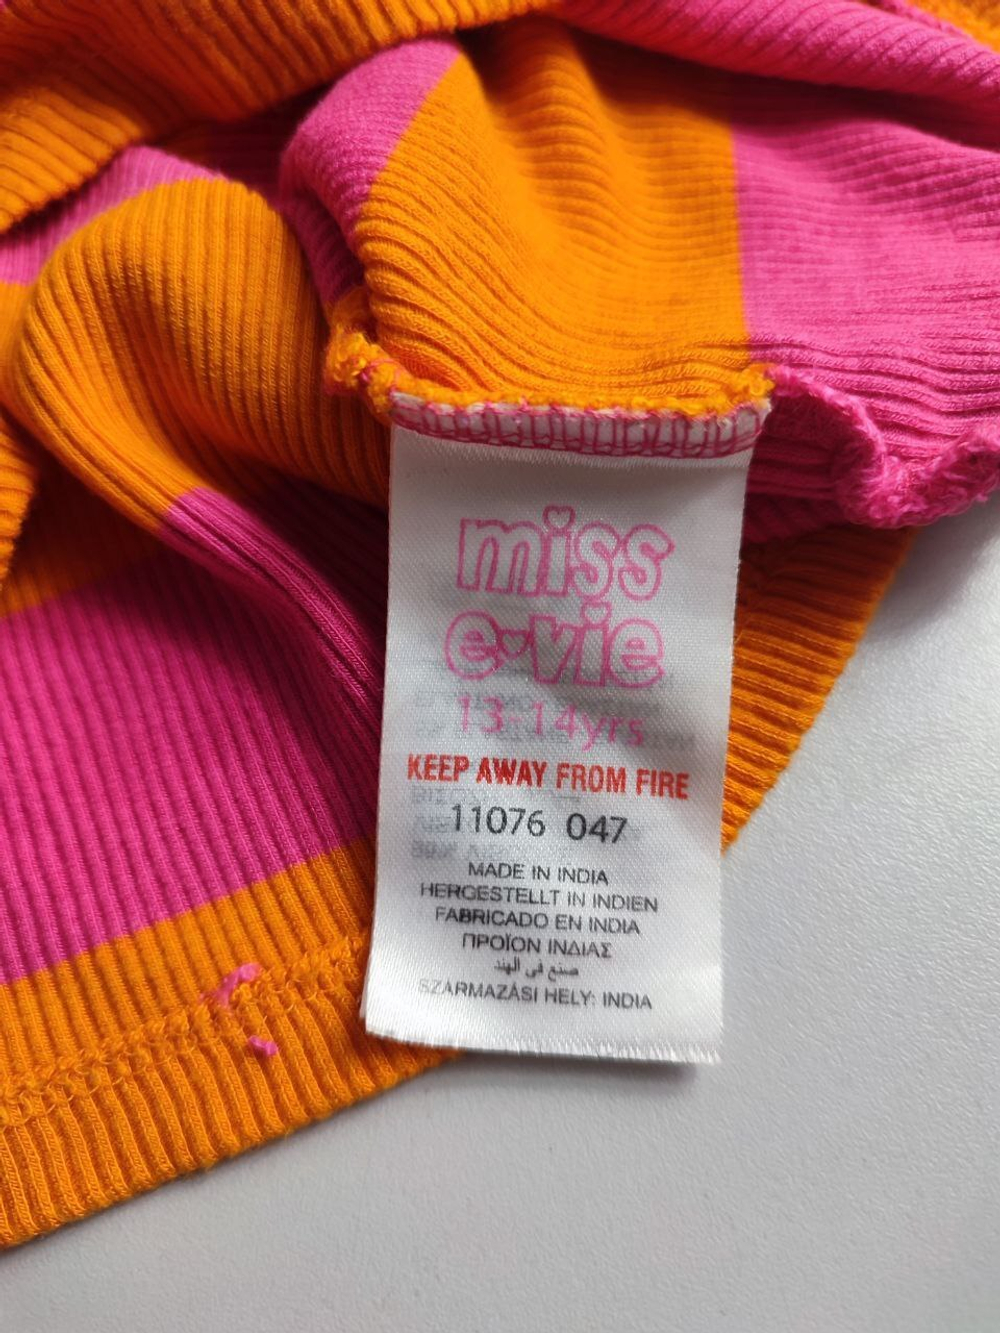 miss
e•vie
13-14yrs
KEEP AWAY FROM FIRE
11076 047
MADE IN INDIA
HERGESTELLT IN INDIEN
FABRICADO EN INDIA
ΠΡΟΪΟΝ ΙΝΔΙΑΣ
صنع في الهند
SZÁRMAZÁSI HELY: INDIA